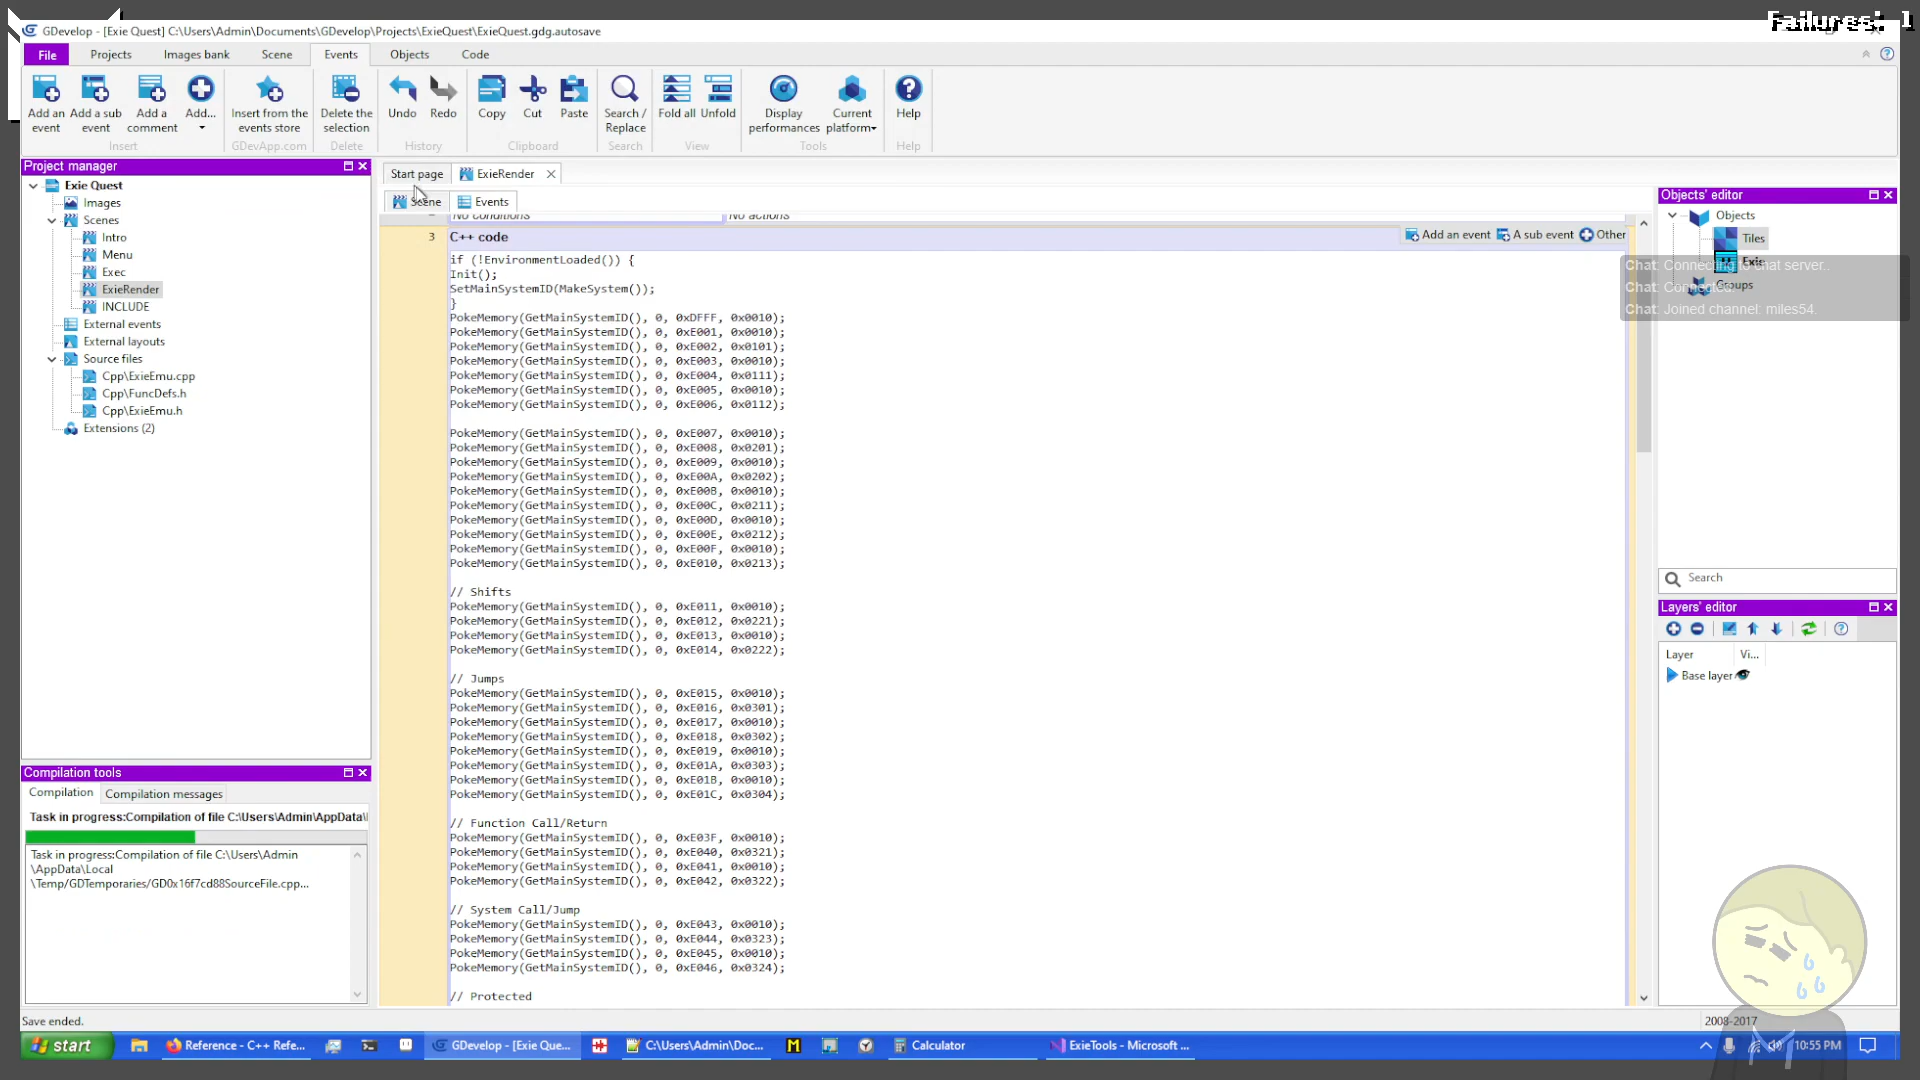 Failures: 1
GDevelop - [Exie Quest] C:\Users\Admin\Documents\GDevelop\Projects\ExieQuest\ExieQuest.gdg.autosave
File Projects Images bank Scene Events Objects Code
Add an event
Add a sub event
Add a comment
Add...
Insert from the events store
Delete the selection
Undo
Redo
Copy
Cut
Paste
Search / Replace
Fold all
Unfold
Display performances
Current platform
Help
Insert GDevApp.com Delete History Clipboard Search View Tools Help
Project manager
Exie Quest
Images
Scenes
Intro
Menu
Exec
ExieRender
INCLUDE
External events
External layouts
Source files
Cpp\ExieEmu.cpp
Cpp\FuncDefs.h
Cpp\ExieEmu.h
Extensions (2)
Compilation tools
Compilation Compilation messages
Task in progress:Compilation of file C:\Users\Admin\AppData\
Task in progress:Compilation of file C:\Users\Admin
\AppData\Local
\Temp/GDTemporaries/GD0x16f7cd88SourceFile.cpp...
Start page ExieRender
Scene Events
No conditions No actions
3 C++ code
Add an event A sub event Other
if (!EnvironmentLoaded()) {
Init();
SetMainSystemID(MakeSystem());
}
PokeMemory(GetMainSystemID(), 0, 0xDFFF, 0x0010);
PokeMemory(GetMainSystemID(), 0, 0xE001, 0x0010);
PokeMemory(GetMainSystemID(), 0, 0xE002, 0x0101);
PokeMemory(GetMainSystemID(), 0, 0xE003, 0x0010);
PokeMemory(GetMainSystemID(), 0, 0xE004, 0x0111);
PokeMemory(GetMainSystemID(), 0, 0xE005, 0x0010);
PokeMemory(GetMainSystemID(), 0, 0xE006, 0x0112);
PokeMemory(GetMainSystemID(), 0, 0xE007, 0x0010);
PokeMemory(GetMainSystemID(), 0, 0xE008, 0x0201);
PokeMemory(GetMainSystemID(), 0, 0xE009, 0x0010);
PokeMemory(GetMainSystemID(), 0, 0xE00A, 0x0202);
PokeMemory(GetMainSystemID(), 0, 0xE00B, 0x0010);
PokeMemory(GetMainSystemID(), 0, 0xE00C, 0x0211);
PokeMemory(GetMainSystemID(), 0, 0xE00D, 0x0010);
PokeMemory(GetMainSystemID(), 0, 0xE00E, 0x0212);
PokeMemory(GetMainSystemID(), 0, 0xE00F, 0x0010);
PokeMemory(GetMainSystemID(), 0, 0xE010, 0x0213);
// Shifts
PokeMemory(GetMainSystemID(), 0, 0xE011, 0x0010);
PokeMemory(GetMainSystemID(), 0, 0xE012, 0x0221);
PokeMemory(GetMainSystemID(), 0, 0xE013, 0x0010);
PokeMemory(GetMainSystemID(), 0, 0xE014, 0x0222);
// Jumps
PokeMemory(GetMainSystemID(), 0, 0xE015, 0x0010);
PokeMemory(GetMainSystemID(), 0, 0xE016, 0x0301);
PokeMemory(GetMainSystemID(), 0, 0xE017, 0x0010);
PokeMemory(GetMainSystemID(), 0, 0xE018, 0x0302);
PokeMemory(GetMainSystemID(), 0, 0xE019, 0x0010);
PokeMemory(GetMainSystemID(), 0, 0xE01A, 0x0303);
PokeMemory(GetMainSystemID(), 0, 0xE01B, 0x0010);
PokeMemory(GetMainSystemID(), 0, 0xE01C, 0x0304);
// Function Call/Return
PokeMemory(GetMainSystemID(), 0, 0xE03F, 0x0010);
PokeMemory(GetMainSystemID(), 0, 0xE040, 0x0321);
PokeMemory(GetMainSystemID(), 0, 0xE041, 0x0010);
PokeMemory(GetMainSystemID(), 0, 0xE042, 0x0322);
// System Call/Jump
PokeMemory(GetMainSystemID(), 0, 0xE043, 0x0010);
PokeMemory(GetMainSystemID(), 0, 0xE044, 0x0323);
PokeMemory(GetMainSystemID(), 0, 0xE045, 0x0010);
PokeMemory(GetMainSystemID(), 0, 0xE046, 0x0324);
// Protected
Objects' editor
Objects
Tiles
Exie
Groups
Chat: Connecting to chat server..
Chat: Connected.
Chat: Joined channel: miles54.
Search
Layers' editor
Layer Vi...
Base layer
Save ended.
2008-2017
start
Reference - C++ Refe...
GDevelop - [Exie Que...
C:\Users\Admin\Doc...
Calculator
ExieTools - Microsoft ...
10:55 PM